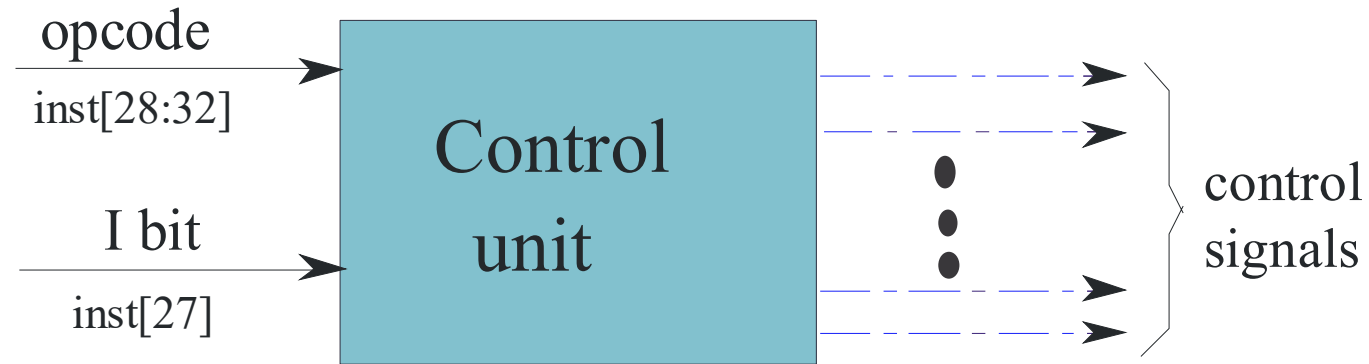 opcode
inst[28:32]
I bit
inst[27]
Control
unit
control
signals